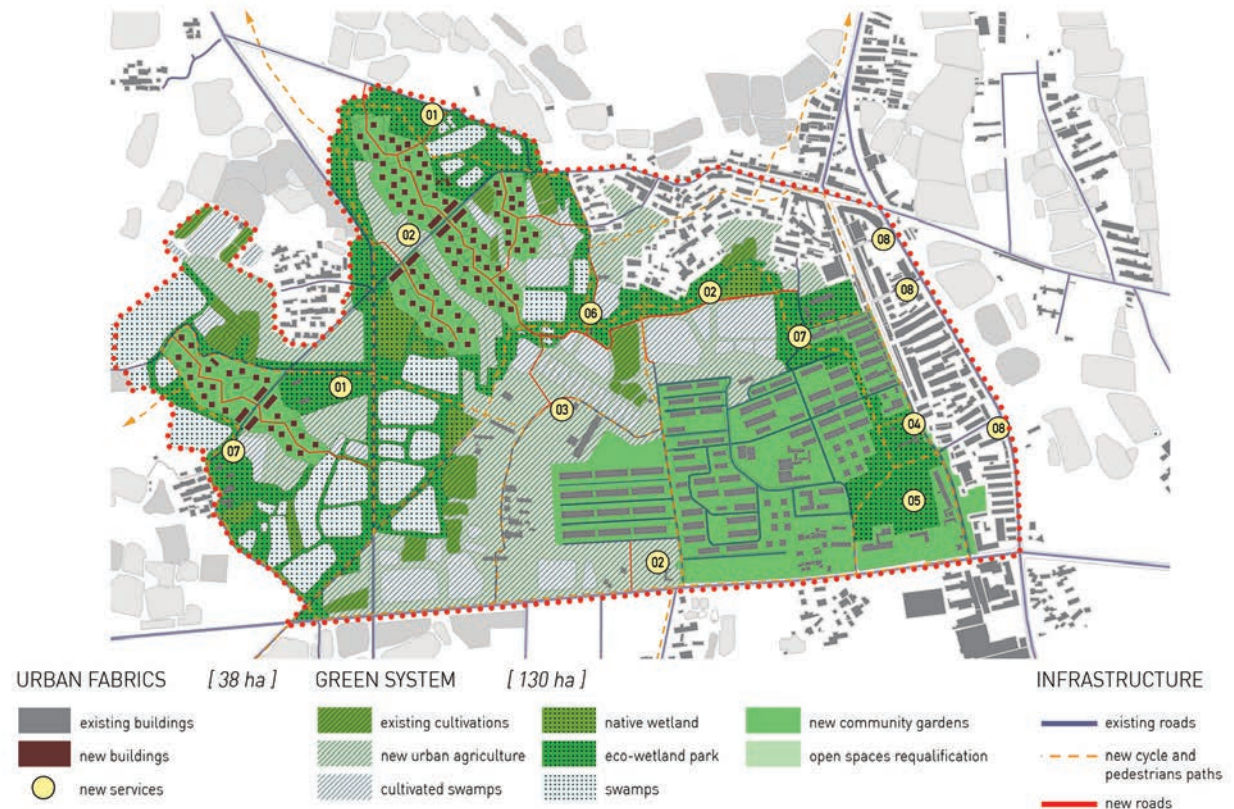 01
02
08
08
02
06
07
01
03
04
08
07
05
02
URBAN FABRICS [ 38 ha ]
existing buildings
new buildings
new services
GREEN SYSTEM [ 130 ha ]
existing cultivations
new urban agriculture
cultivated swamps
native wetland
eco-wetland park
swamps
new community gardens
open spaces requalification
INFRASTRUCTURE
existing roads
new cycle and
pedestrians paths
new roads